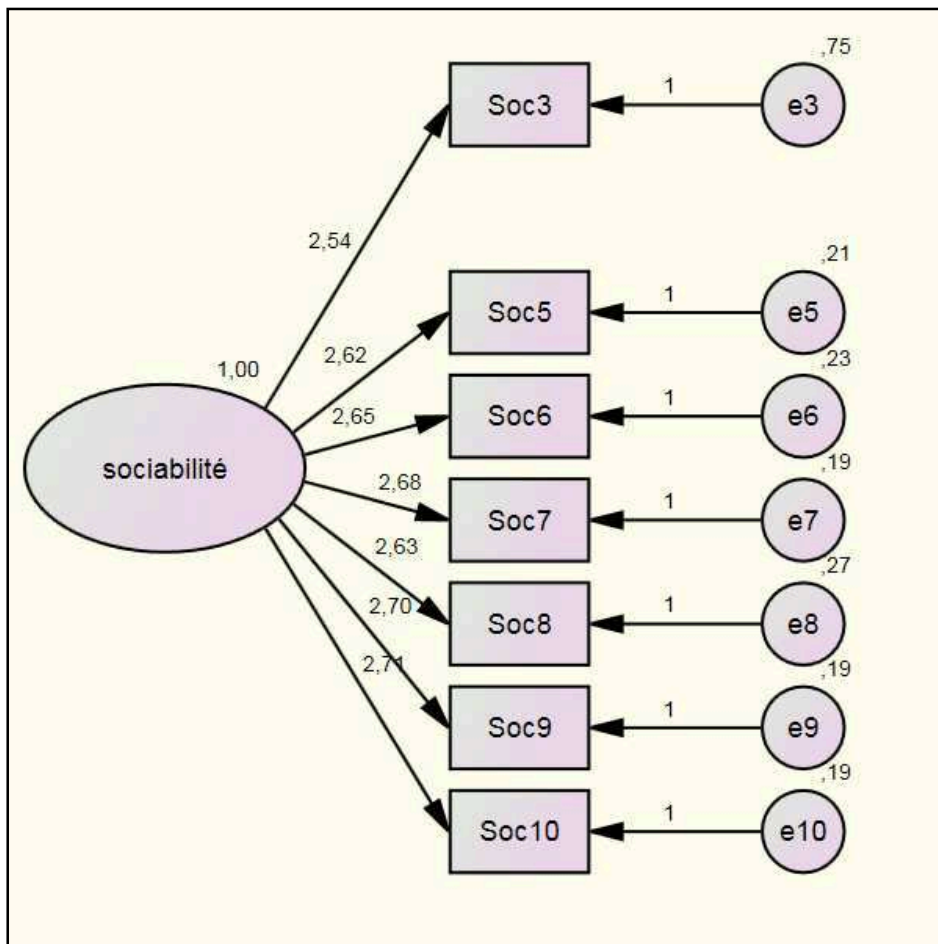 ,75
Soc3
1
e3
2,54
,21
Soc5
1
e5
2,62
1,00
,23
Soc6
1
e6
2,65
sociabilité
,19
Soc7
1
e7
2,68
,27
Soc8
1
e8
2,63
,19
Soc9
1
e9
2,70
,19
Soc10
1
e10
2,71